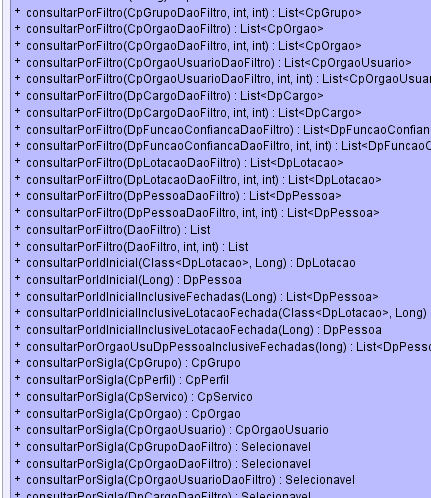 + consultarPorFiltro(CpGrupoDaoFiltro, int, int) : List<CpGrupo>
+ consultarPorFiltro(CpOrgaoDaoFiltro) : List<CpOrgao>
+ consultarPorFiltro(CpOrgaoDaoFiltro, int, int) : List<CpOrgao>
+ consultarPorFiltro(CpOrgaoUsuarioDaoFiltro) : List<CpOrgaoUsuario>
+ consultarPorFiltro(CpOrgaoUsuarioDaoFiltro, int, int) : List<CpOrgaoUsuar
+ consultarPorFiltro(DpCargoDaoFiltro) : List<DpCargo>
+ consultarPorFiltro(DpCargoDaoFiltro, int, int) : List<DpCargo>
+ consultarPorFiltro(DpFuncaoConfiancaDaoFiltro) : List<DpFuncaoConfian
+ consultarPorFiltro(DpFuncaoConfiancaDaoFiltro, int, int) : List<DpFuncaoC
+ consultarPorFiltro(DpLotacaoDaoFiltro) : List<DpLotacao>
+ consultarPorFiltro(DpLotacaoDaoFiltro, int, int) : List<DpLotacao>
+ consultarPorFiltro(DpPessoaDaoFiltro) : List<DpPessoa>
+ consultarPorFiltro(DpPessoaDaoFiltro, int, int) : List<DpPessoa>
+ consultarPorFiltro(DaoFiltro) : List
+ consultarPorFiltro(DaoFiltro, int, int) : List
+ consultarPorIdInicial(Class<DpLotacao>, Long) : DpLotacao
+ consultarPorIdInicial(Long) : DpPessoa
+ consultarPorIdInicialInclusiveFechadas(Long) : List<DpPessoa>
+ consultarPorIdInicialInclusiveLotacaoFechada(Class<DpLotacao>, Long)
+ consultarPorIdInicialInclusiveLotacaoFechada(Long) : DpPessoa
+ consultarPorOrgaoUsuDpPessoaInclusiveFechadas(long) : List<DpPesso
+ consultarPorSigla(CpGrupo) : CpGrupo
+ consultarPorSigla(CpPerfil) : CpPerfil
+ consultarPorSigla(CpServico) : CpServico
+ consultarPorSigla(CpOrgao) : CpOrgao
+ consultarPorSigla(CpOrgaoUsuario) : CpOrgaoUsuario
+ consultarPorSigla(CpGrupoDaoFiltro) : Selecionavel
+ consultarPorSigla(CpOrgaoDaoFiltro) : Selecionavel
+ consultarPorSigla(CpOrgaoUsuarioDaoFiltro) : Selecionavel
+ consultarPorSigla(DpCargoDaoFiltro) : Selecionavel